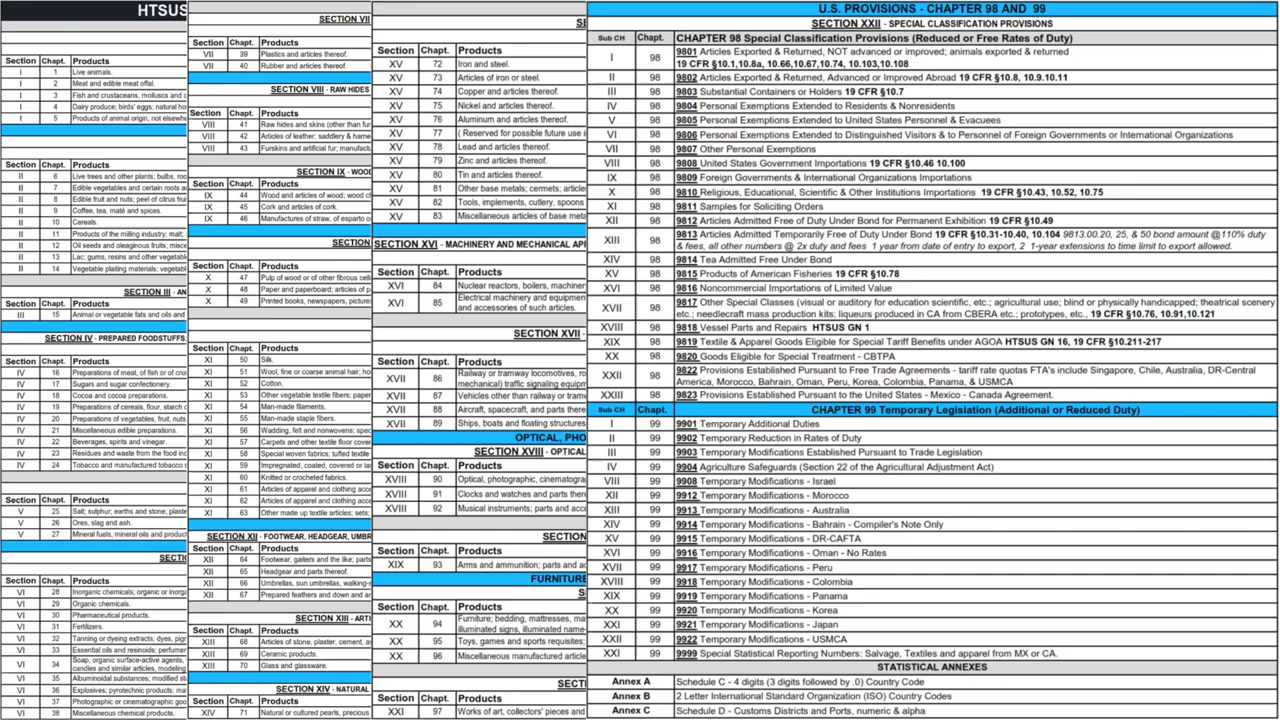 HTSUS
Section Chapt. Products
I 1 Live animals.
I 2 Meat and edible meat offal.
I 3 Fish and crustaceans, molluscs and
I 4 Dairy produce; birds' eggs; natural
I 5 Products of animal origin, not
Section Chapt. Products
II 6 Live trees and other plants; bulbs,
II 7 Edible vegetables and certain roots
II 8 Edible fruit and nuts; peel of citrus
II 9 Coffee, tea, maté and spices.
II 10 Cereals.
II 11 Products of the milling industry; malt;
II 12 Oil seeds and oleaginous fruits;
II 13 Lac; gums, resins and other
II 14 Vegetable plaiting materials;
SECTION III - AN
Section Chapt. Products
III 15 Animal or vegetable fats and oils and
SECTION IV - PREPARED FOODSTUFFS
Section Chapt. Products
IV 16 Preparations of meat, of fish or of
IV 17 Sugars and sugar confectionery.
IV 18 Cocoa and cocoa preparations.
IV 19 Preparations of cereals, flour, starch
IV 20 Preparations of vegetables, fruit, nuts
IV 21 Miscellaneous edible preparations.
IV 22 Beverages, spirits and vinegar.
IV 23 Residues and waste from the food
IV 24 Tobacco and manufactured tobacco
Section Chapt. Products
V 25 Salt; sulphur; earths and stone;
V 26 Ores, slag and ash.
V 27 Mineral fuels, mineral oils and
SECTIO
Section Chapt. Products
VI 28 Inorganic chemicals; organic or
VI 29 Organic chemicals.
VI 30 Pharmaceutical products.
VI 31 Fertilizers.
VI 32 Tanning or dyeing extracts; dyes,
VI 33 Essential oils and resinoids;
VI 34 Soap, organic surface-active agents,
candles and similar articles, modeling
VI 35 Albuminoidal substances; modified
VI 36 Explosives; pyrotechnic products;
VI 37 Photographic or cinematographic
VI 38 Miscellaneous chemical products.
SECTION VII
Section Chapt. Products
VII 39 Plastics and articles thereof.
VII 40 Rubber and articles thereof.
SECTION VIII - RAW HIDES
Section Chapt. Products
VIII 41 Raw hides and skins (other than
VIII 42 Articles of leather; saddlery &
VIII 43 Furskins and artificial fur;
SECTION IX - WOO
Section Chapt. Products
IX 44 Wood and articles of wood; wood
IX 45 Cork and articles of cork.
IX 46 Manufactures of straw, of esparto
SECTION
Section Chapt. Products
X 47 Pulp of wood or of other fibrous
X 48 Paper and paperboard; articles of
X 49 Printed books, newspapers,
Section Chapt. Products
XI 50 Silk.
XI 51 Wool, fine or coarse animal hair;
XI 52 Cotton.
XI 53 Other vegetable textile fibers;
XI 54 Man-made filaments.
XI 55 Man-made staple fibers.
XI 56 Wadding, felt and nonwovens;
XI 57 Carpets and other textile floor
XI 58 Special woven fabrics; tufted textile
XI 59 Impregnated, coated, covered or
XI 60 Knitted or crocheted fabrics.
XI 61 Articles of apparel and clothing
XI 62 Articles of apparel and clothing
XI 63 Other made up textile articles; sets;
SECTION XII - FOOTWEAR, HEADGEAR,
Section Chapt. Products
XII 64 Footwear, gaiters and the like; parts
XII 65 Headgear and parts thereof.
XII 66 Umbrellas, sun umbrellas,
XII 67 Prepared feathers and down and
SECTION XIII - ARTI
Section Chapt. Products
XIII 68 Articles of stone, plaster, cement,
XIII 69 Ceramic products.
XIII 70 Glass and glassware.
SECTION XIV - NATURAL
Section Chapt. Products
XIV 71 Natural or cultured pearls, precious
SE
Section Chapt. Products
XV 72 Iron and steel.
XV 73 Articles of iron or steel.
XV 74 Copper and articles thereof.
XV 75 Nickel and articles thereof.
XV 76 Aluminum and articles thereof.
XV 77 ( Reserved for possible future use
XV 78 Lead and articles thereof.
XV 79 Zinc and articles thereof.
XV 80 Tin and articles thereof.
XV 81 Other base metals; cermets;
XV 82 Tools, implements, cutlery, spoons
XV 83 Miscellaneous articles of base
SECTION XVI - MACHINERY AND MECHANICAL
Section Chapt. Products
XVI 84 Nuclear reactors, boilers,
XVI 85 Electrical machinery and equipment
and accessories of such articles.
SECTION XVII -
Section Chapt. Products
XVII 86 Railway or tramway locomotives,
mechanical) traffic signaling
XVII 87 Vehicles other than railway or
XVII 88 Aircraft, spacecraft, and parts
XVII 89 Ships, boats and floating structures
OPTICAL, PHO
SECTION XVIII - OPTICAL
Section Chapt. Products
XVIII 90 Optical, photographic,
XVIII 91 Clocks and watches and parts
XVIII 92 Musical instruments; parts and
SECTION
Section Chapt. Products
XIX 93 Arms and ammunition; parts and
FURNITURE
Section Chapt. Products
XX 94 Furniture; bedding, mattresses,
illuminated signs, illuminated
XX 95 Toys, games and sports requisites;
XX 96 Miscellaneous manufactured
SECTI
Section Chapt. Products
XXI 97 Works of art, collectors' pieces and
U.S. PROVISIONS - CHAPTER 98 AND 99
SECTION XXII - SPECIAL CLASSIFICATION PROVISIONS
Sub CH Chapt. CHAPTER 98 Special Classification Provisions (Reduced or Free Rates of Duty)
I 98 9801 Articles Exported & Returned, NOT advanced or improved; animals exported & returned
19 CFR §10.1,10.8a, 10.66,10.67,10.74, 10.103,10.108
II 98 9802 Articles Exported & Returned, Advanced or Improved Abroad 19 CFR §10.8, 10.9.10.11
III 98 9803 Substantial Containers or Holders 19 CFR §10.7
IV 98 9804 Personal Exemptions Extended to Residents & Nonresidents
V 98 9805 Personal Exemptions Extended to United States Personnel & Evacuees
VI 98 9806 Personal Exemptions Extended to Distinguished Visitors & to Personnel of Foreign Governments or International Organizations
VII 98 9807 Other Personal Exemptions
VIII 98 9808 United States Government Importations 19 CFR §10.46 10.100
IX 98 9809 Foreign Governments & International Organizations Importations
X 98 9810 Religious, Educational, Scientific & Other Institutions Importations 19 CFR §10.43, 10.52, 10.75
XI 98 9811 Samples for Soliciting Orders
XII 98 9812 Articles Admitted Free of Duty Under Bond for Permanent Exhibition 19 CFR §10.49
XIII 98 9813 Articles Admitted Temporarily Free of Duty Under Bond 19 CFR §10.31-10.40, 10.104 9813.00.20, 25, & 50 bond amount @110% duty
& fees, all other numbers @ 2x duty and fees 1 year from date of entry to export, 2 1-year extensions to time limit to export allowed.
XIV 98 9814 Tea Admitted Free Under Bond
XV 98 9815 Products of American Fisheries 19 CFR §10.78
XVI 98 9816 Noncommercial Importations of Limited Value
XVII 98 9817 Other Special Classes (visual or auditory for education scientific, etc.; agricultural use; blind or physically handicapped; theatrical scenery
etc.; needlecraft mass production kits; liqueurs produced in CA from CBERA etc.; prototypes, etc., 19 CFR §10.76, 10.91,10.121
XVIII 98 9818 Vessel Parts and Repairs HTSUS GN 1
XIX 98 9819 Textile & Apparel Goods Eligible for Special Tariff Benefits under AGOA HTSUS GN 16, 19 CFR §10.211-217
XX 98 9820 Goods Eligible for Special Treatment - CBTPA
XXII 98 9822 Provisions Established Pursuant to Free Trade Agreements - tariff rate quotas FTA's include Singapore, Chile, Australia, DR-Central
America, Morocco, Bahrain, Oman, Peru, Korea, Colombia, Panama, & USMCA
XXIII 98 9823 Provisions Established Pursuant to the United States - Mexico - Canada Agreement.
Sub CH Chapt. CHAPTER 99 Temporary Legislation (Additional or Reduced Duty)
I 99 9901 Temporary Additional Duties
II 99 9902 Temporary Reduction in Rates of Duty
III 99 9903 Temporary Modifications Established Pursuant to Trade Legislation
IV 99 9904 Agriculture Safeguards (Section 22 of the Agricultural Adjustment Act)
VIII 99 9908 Temporary Modifications - Israel
XII 99 9912 Temporary Modifications - Morocco
XIII 99 9913 Temporary Modifications - Australia
XIV 99 9914 Temporary Modifications - Bahrain - Compiler's Note Only
XV 99 9915 Temporary Modifications - DR-CAFTA
XVI 99 9916 Temporary Modifications - Oman - No Rates
XVII 99 9917 Temporary Modifications - Peru
XVIII 99 9918 Temporary Modifications - Colombia
XIX 99 9919 Temporary Modifications - Panama
XX 99 9920 Temporary Modifications - Korea
XXI 99 9921 Temporary Modifications - Japan
XXII 99 9922 Temporary Modifications - USMCA
XXI 99 9999 Special Statistical Reporting Numbers: Salvage, Textiles and apparel from MX or CA.
STATISTICAL ANNEXES
Annex A Schedule C - 4 digits (3 digits followed by .0) Country Code
Annex B 2 Letter International Standard Organization (ISO) Country Codes
Annex C Schedule D - Customs Districts and Ports, numeric & alpha